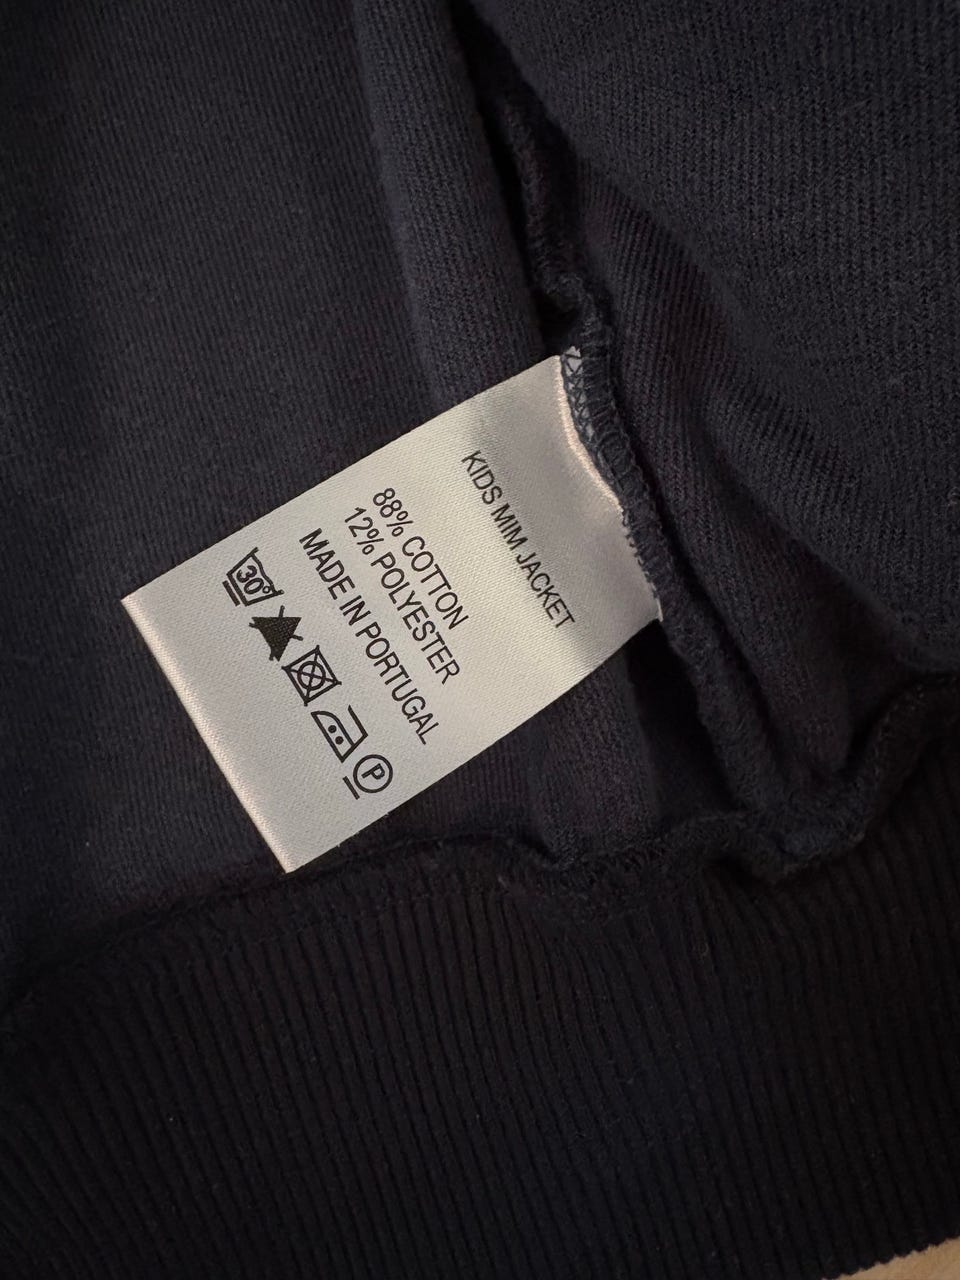 KIDS MIM JACKET
88% COTTON
12% POLYESTER
MADE IN PORTUGAL
30°
P